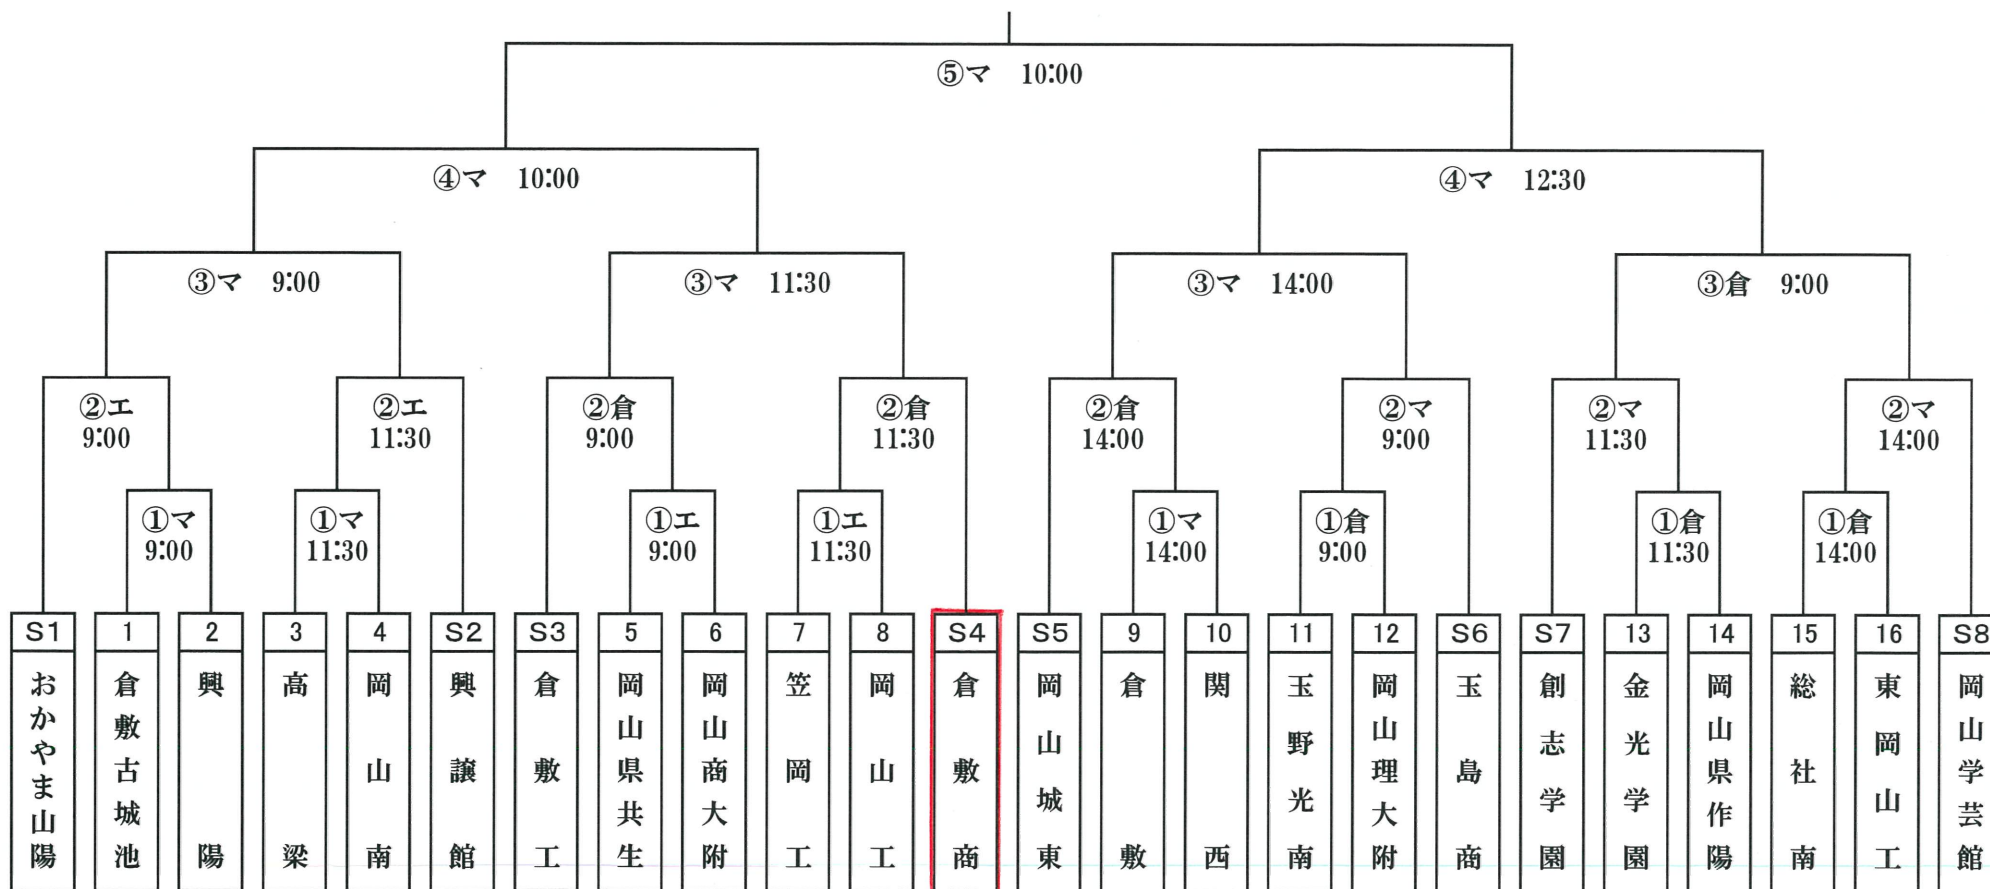 ⑤マ 10:00
④マ 10:00
④マ 12:30
③マ 9:00
③マ 11:30
③マ 14:00
③倉 9:00
②エ
9:00
②エ
11:30
②倉
9:00
②倉
11:30
②倉
14:00
②マ
9:00
②マ
11:30
②マ
14:00
①マ
9:00
①マ
11:30
①エ
9:00
①エ
11:30
①マ
14:00
①倉
9:00
①倉
11:30
①倉
14:00
S1
おかやま山陽
1
倉敷古城池
2
興陽
3
高梁
4
岡山南
S2
興譲館
S3
倉敷工
5
岡山県共生
6
岡山商大附
7
笠岡工
8
岡山工
S4
倉敷商
S5
岡山城東
9
倉敷
10
関西
11
玉野光南
12
岡山理大附
S6
玉島商
S7
創志学園
13
金光学園
14
岡山県作陽
15
総社南
16
東岡山工
S8
岡山学芸館